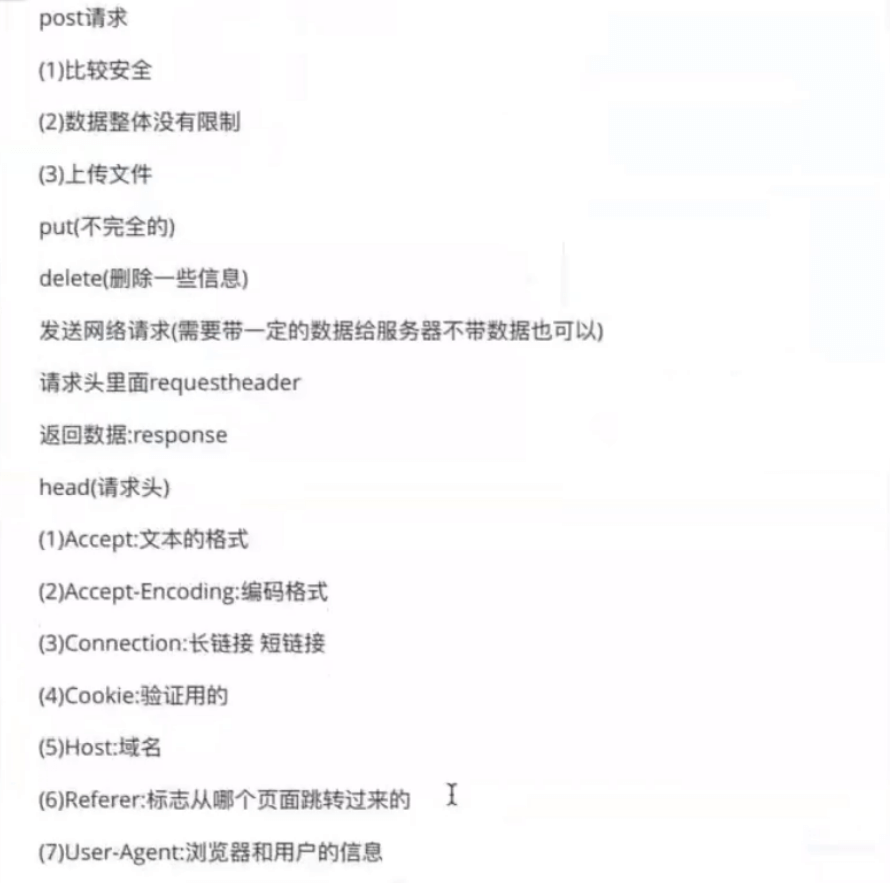 post请求
(1)比较安全
(2)数据整体没有限制
(3)上传文件
put(不完全的)
delete(删除一些信息)
发送网络请求(需要带一定的数据给服务器不带数据也可以)
请求头里面requestheader
返回数据:response
head(请求头)
(1)Accept:文本的格式
(2)Accept-Encoding:编码格式
(3)Connection:长链接 短链接
(4)Cookie:验证用的
(5)Host:域名
(6)Referer:标志从哪个页面跳转过来的
(7)User-Agent:浏览器和用户的信息